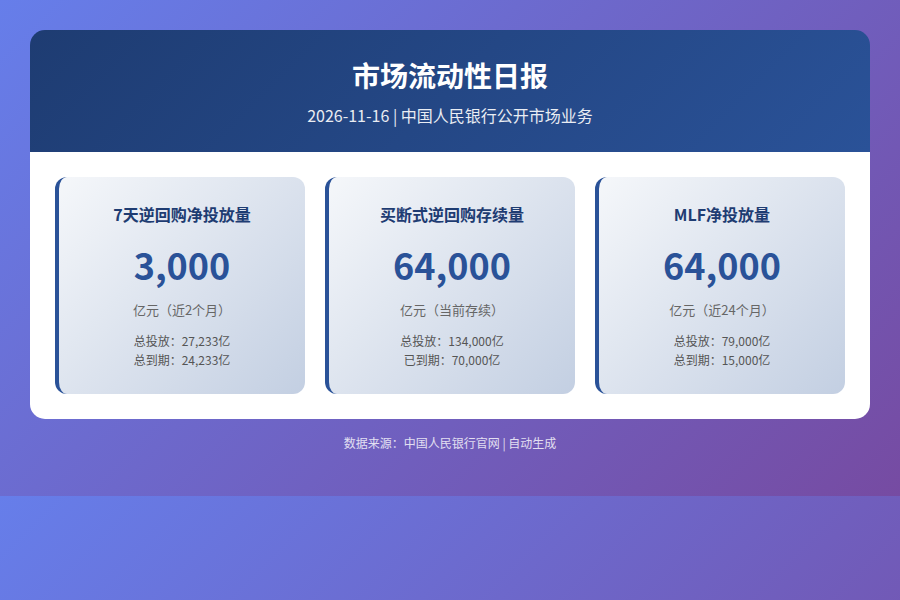 市场流动性日报
2026-11-16 | 中国人民银行公开市场业务
7天逆回购净投放量
3,000
亿元（近2个月）
总投放：27,233亿
总到期：24,233亿
买断式逆回购存续量
64,000
亿元（当前存续）
总投放：134,000亿
已到期：70,000亿
MLF净投放量
64,000
亿元（近24个月）
总投放：79,000亿
总到期：15,000亿
数据来源：中国人民银行官网 | 自动生成